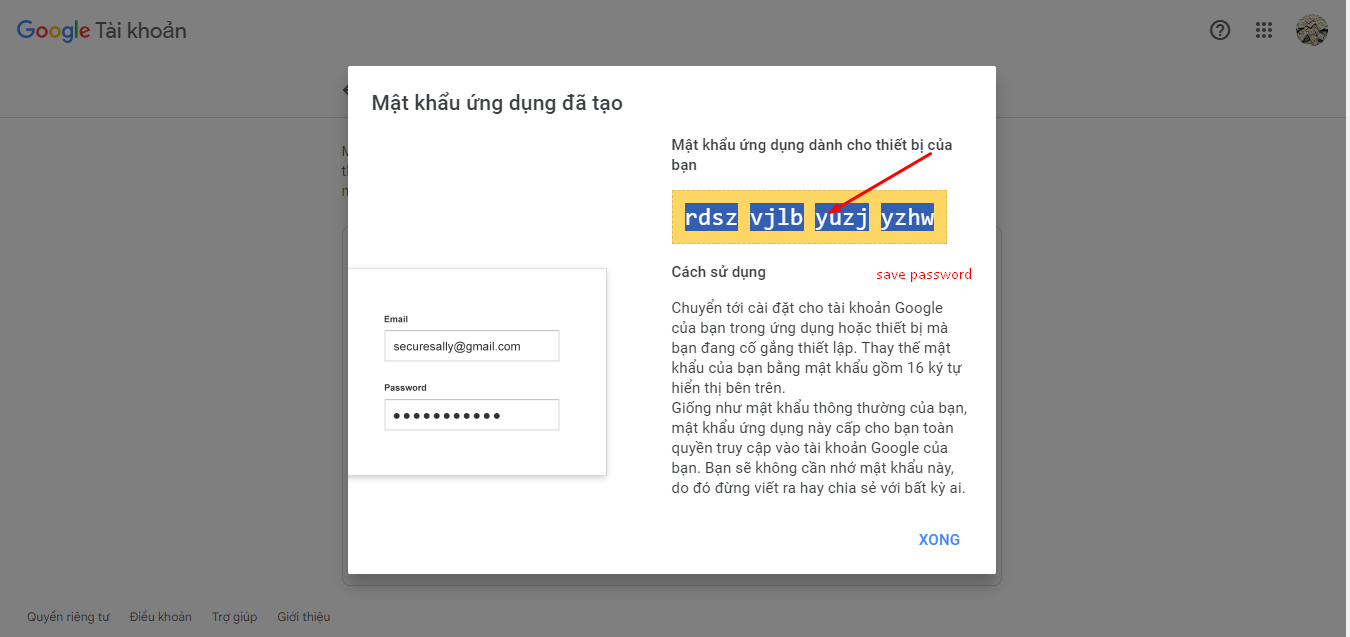 Google Tài khoản
Mật khẩu ứng dụng đã tạo
Mật khẩu ứng dụng dành cho thiết bị của
bạn
rdsz vjlb yuzj yzhw
Cách sử dụng
save password
Chuyển tới cài đặt cho tài khoản Google
của bạn trong ứng dụng hoặc thiết bị mà
bạn đang cố gắng thiết lập. Thay thế mật
khẩu của bạn bằng mật khẩu gồm 16 ký tự
hiển thị bên trên.
Giống như mật khẩu thông thường của bạn,
mật khẩu ứng dụng này cấp cho bạn toàn
quyền truy cập vào tài khoản Google của
bạn. Bạn sẽ không cần nhớ mật khẩu này,
do đó đừng viết ra hay chia sẻ với bất kỳ ai.
Email
securesally@gmail.com
Password
XONG
Quyền riêng tư Điều khoản Trợ giúp Giới thiệu